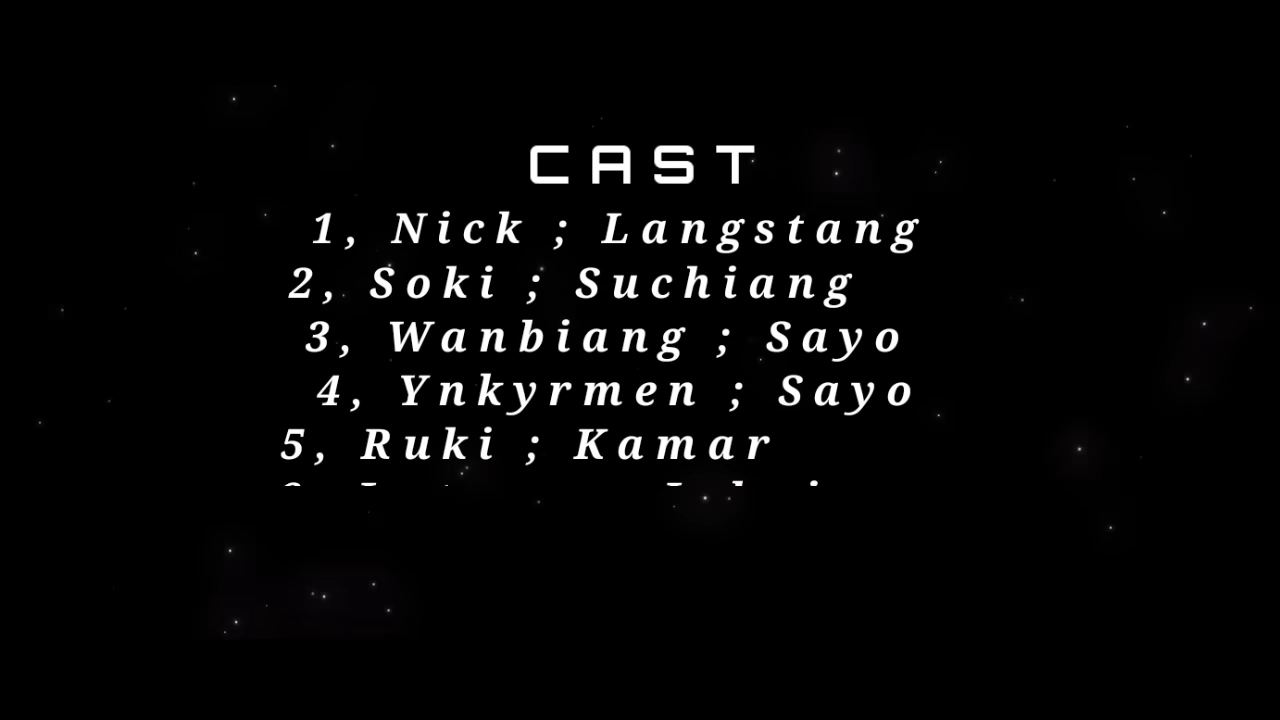 CAST
1, Nick ; Langstang
2, Soki ; Suchiang
3, Wanbiang ; Sayo
4, Ynkyrmen ; Sayo
5, Ruki ; Kamar